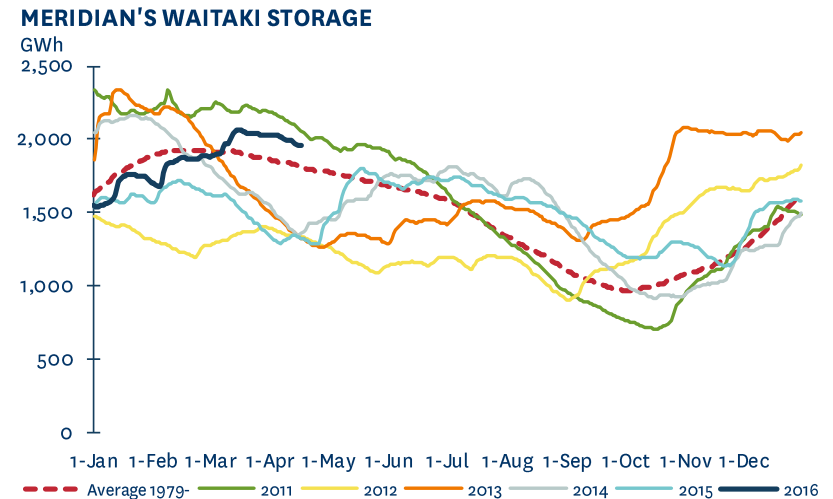 MERIDIAN'S WAITAKI STORAGE
GWh
2,500
2,000
1,500
1,000
500
0
1-Jan 1-Feb 1-Mar 1-Apr 1-May 1-Jun 1-Jul 1-Aug 1-Sep 1-Oct 1-Nov 1-Dec
Average 1979- 2011 2012 2013 2014 2015 2016